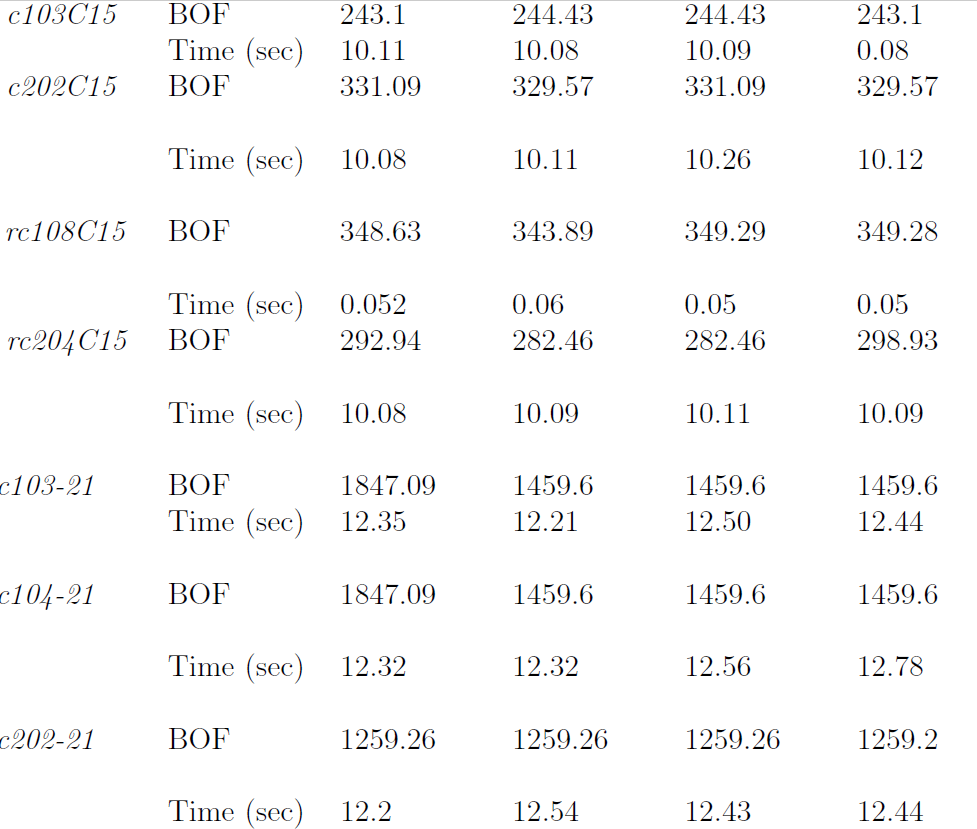 c103C15 BOF 243.1 244.43 244.43 243.1
Time (sec) 10.11 10.08 10.09 0.08
c202C15 BOF 331.09 329.57 331.09 329.57
Time (sec) 10.08 10.11 10.26 10.12
rc108C15 BOF 348.63 343.89 349.29 349.28
Time (sec) 0.052 0.06 0.05 0.05
rc204C15 BOF 292.94 282.46 282.46 298.93
Time (sec) 10.08 10.09 10.11 10.09
c103-21 BOF 1847.09 1459.6 1459.6 1459.6
Time (sec) 12.35 12.21 12.50 12.44
c104-21 BOF 1847.09 1459.6 1459.6 1459.6
Time (sec) 12.32 12.32 12.56 12.78
c202-21 BOF 1259.26 1259.26 1259.26 1259.2
Time (sec) 12.2 12.54 12.43 12.44